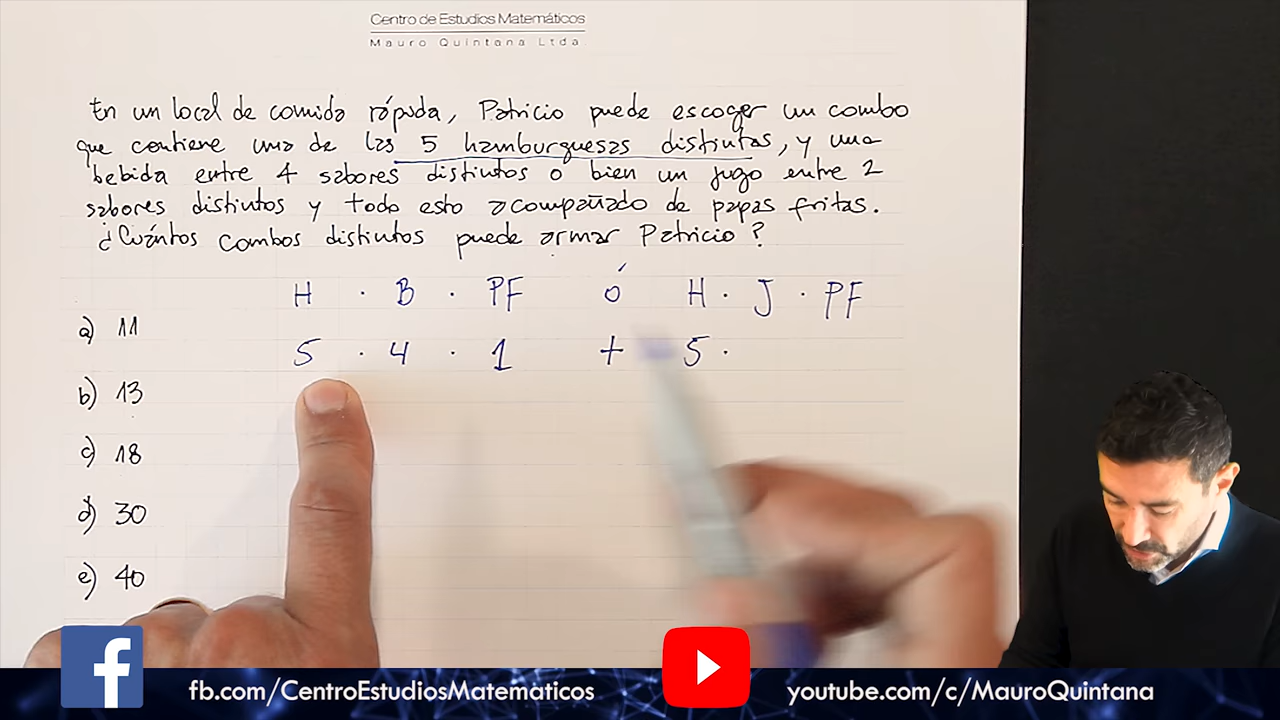 Centro de Estudios Matemáticos
Mauro Quintana Ltda
En un local de comida rápida, Patricio puede escoger un combo
que contiene una de las 5 hamburguesas distintas, y una
bebida entre 4 sabores distintos o bien un jugo entre 2
sabores distintos y todo esto acompañado de papas fritas.
¿Cuántos combos distintos puede armar Patricio?
H · B · PF ó H · J · PF
5 · 4 · 1 + 5 ·
a) 11
b) 13
c) 18
d) 30
e) 40
f fb.com/CentroEstudiosMatemàticos youtube.com/c/MauroQuintana